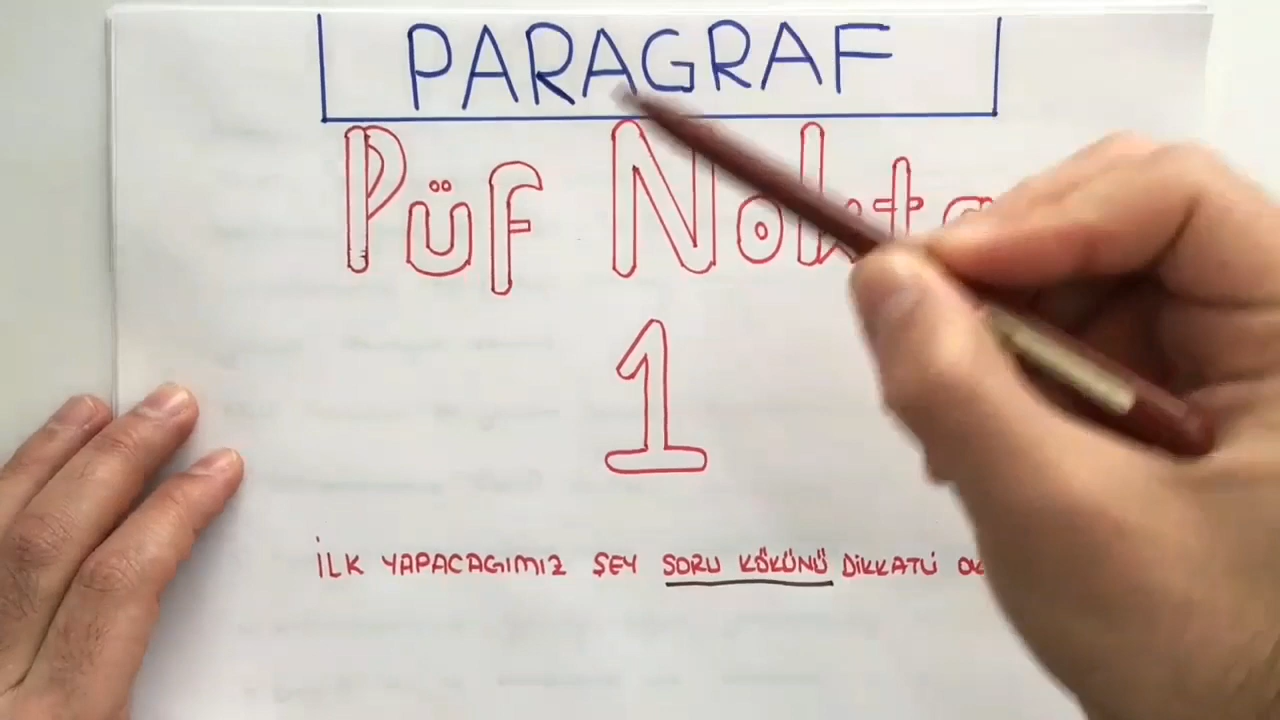 PARAGRAF
Püf Nokta
1
İLK YAPACAGIMIZ ŞEY SORU KÖKÜNÜ DİKKATLİ